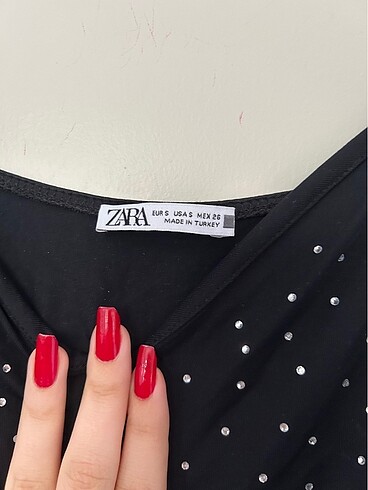 ZARA
EUR S USA S MEX 26
MADE IN TURKEY